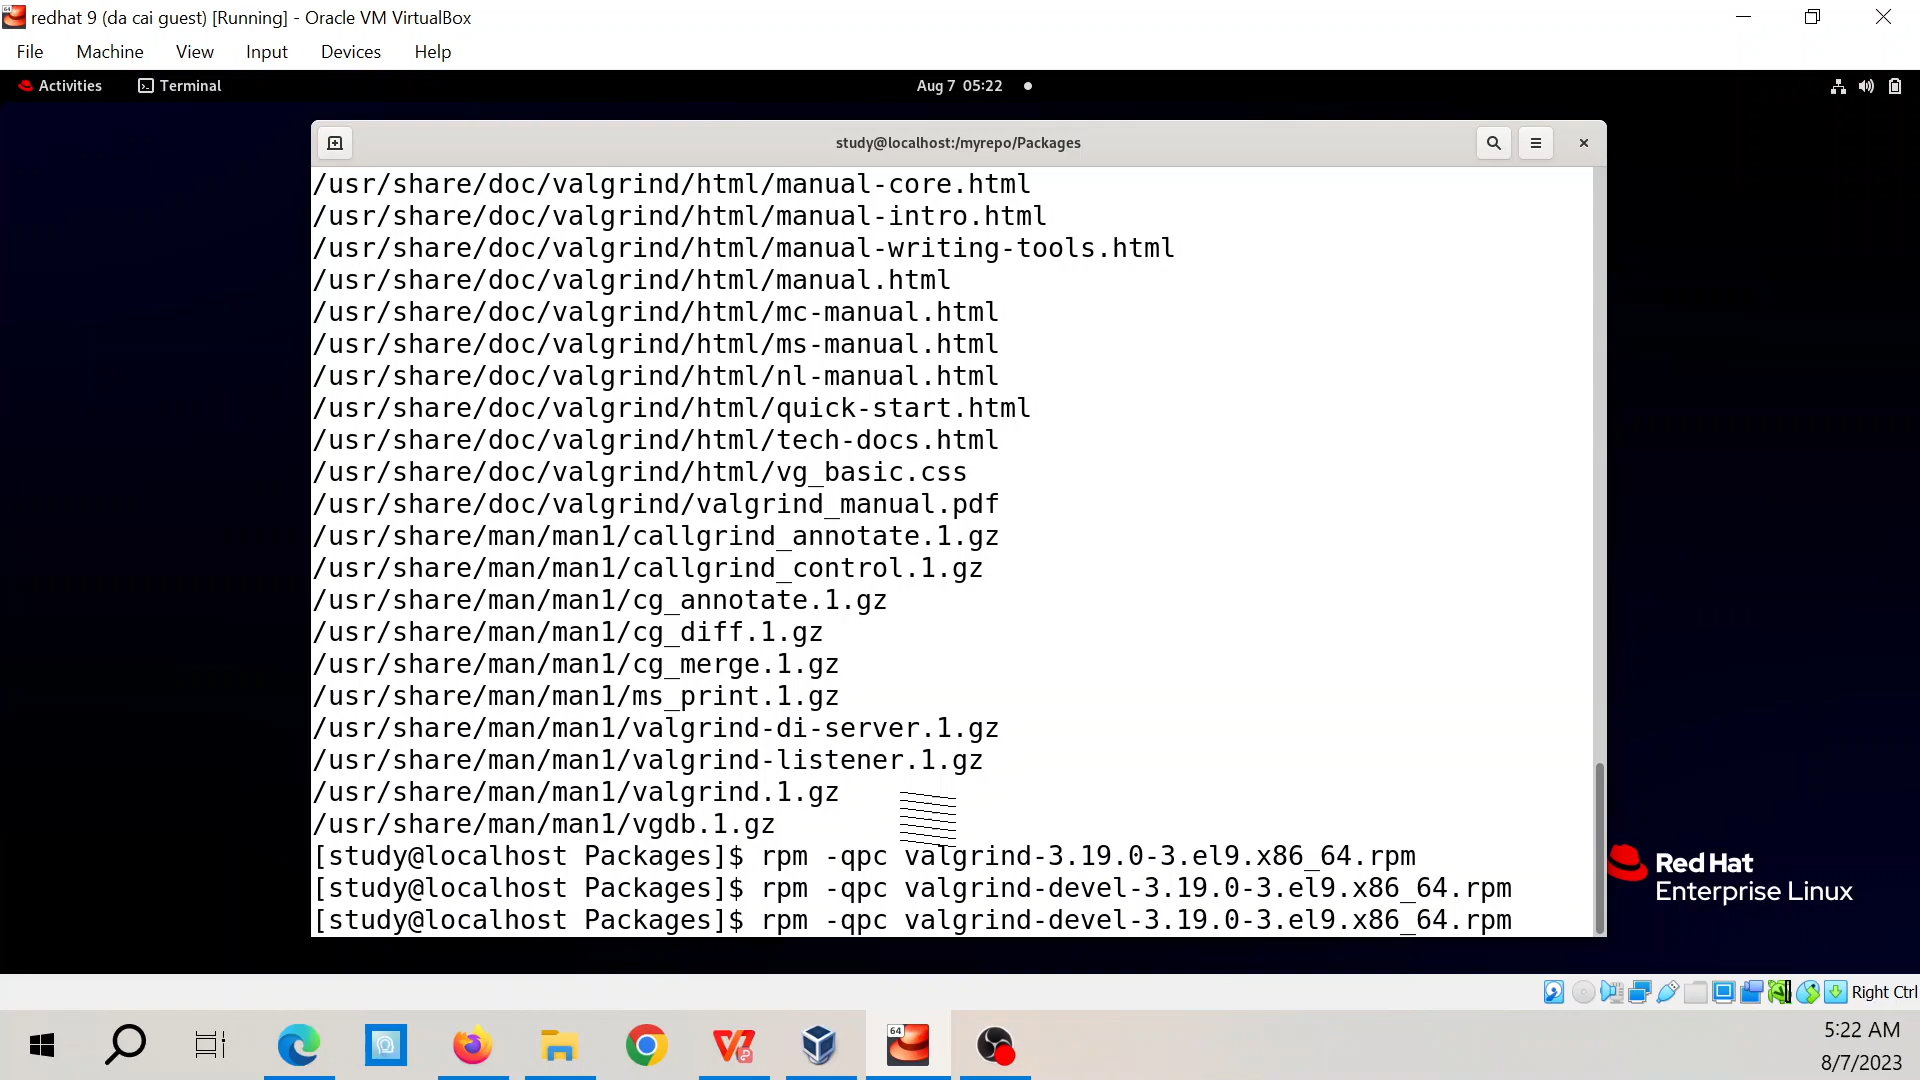 redhat 9 (da cai guest) [Running] - Oracle VM VirtualBox
File Machine View Input Devices Help
Activities Terminal Aug 7 05:22
study@localhost:/myrepo/Packages
/usr/share/doc/valgrind/html/manual-core.html
/usr/share/doc/valgrind/html/manual-intro.html
/usr/share/doc/valgrind/html/manual-writing-tools.html
/usr/share/doc/valgrind/html/manual.html
/usr/share/doc/valgrind/html/mc-manual.html
/usr/share/doc/valgrind/html/ms-manual.html
/usr/share/doc/valgrind/html/nl-manual.html
/usr/share/doc/valgrind/html/quick-start.html
/usr/share/doc/valgrind/html/tech-docs.html
/usr/share/doc/valgrind/html/vg_basic.css
/usr/share/doc/valgrind/valgrind_manual.pdf
/usr/share/man/man1/callgrind_annotate.1.gz
/usr/share/man/man1/callgrind_control.1.gz
/usr/share/man/man1/cg_annotate.1.gz
/usr/share/man/man1/cg_diff.1.gz
/usr/share/man/man1/cg_merge.1.gz
/usr/share/man/man1/ms_print.1.gz
/usr/share/man/man1/valgrind-di-server.1.gz
/usr/share/man/man1/valgrind-listener.1.gz
/usr/share/man/man1/valgrind.1.gz
/usr/share/man/man1/vgdb.1.gz
[study@localhost Packages]$ rpm -qpc valgrind-3.19.0-3.el9.x86_64.rpm
[study@localhost Packages]$ rpm -qpc valgrind-devel-3.19.0-3.el9.x86_64.rpm
[study@localhost Packages]$ rpm -qpc valgrind-devel-3.19.0-3.el9.x86_64.rpm
Red Hat
Enterprise Linux
Right Ctrl
64
5:22 AM
8/7/2023